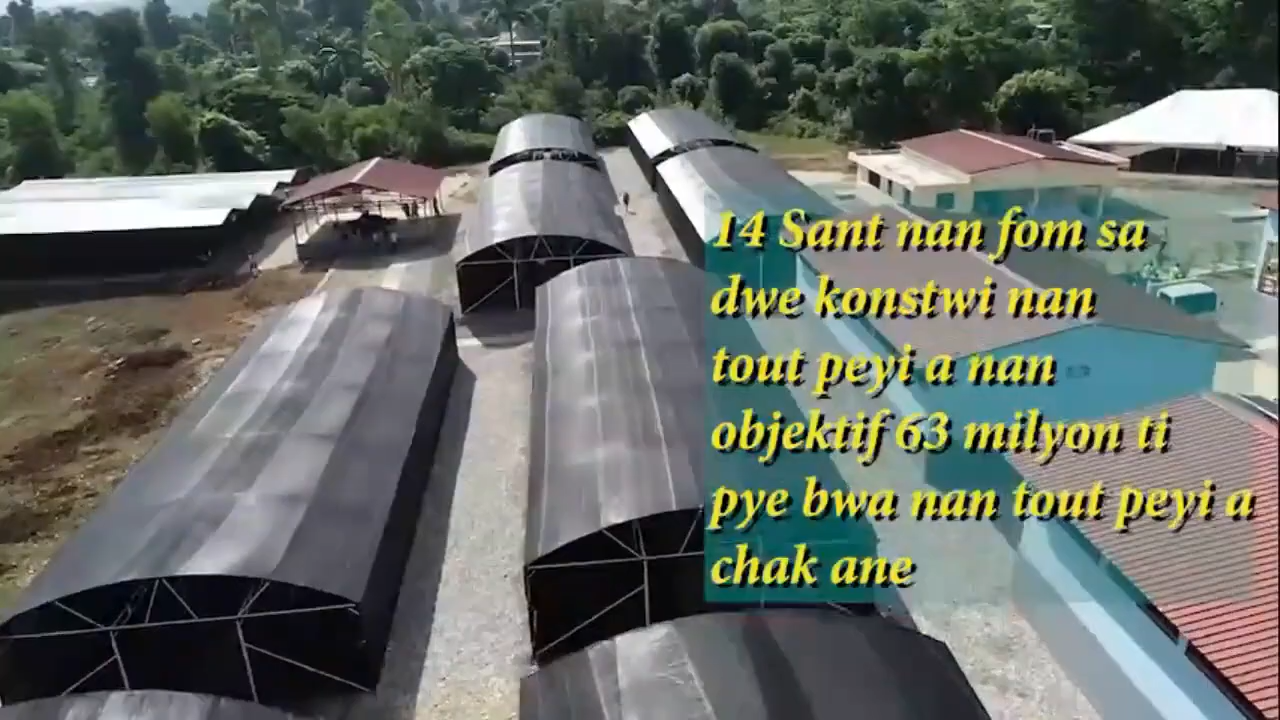 14 Sant nan fom sa
dwe konstwi nan
tout peyi a nan
objektif 63 milyon ti
pye bwa nan tout peyi a
chak ane